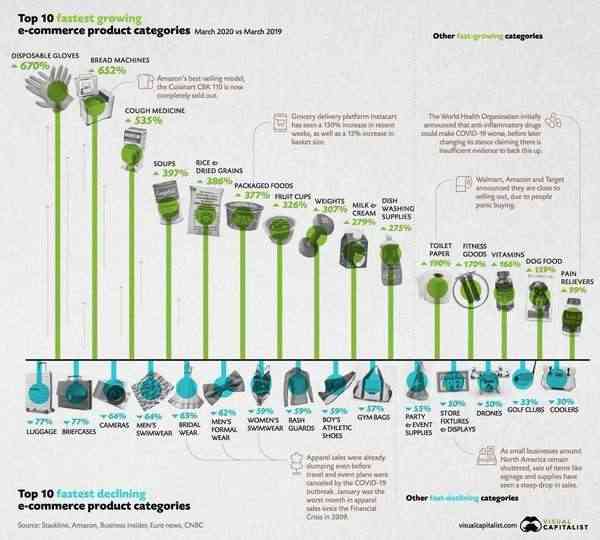 Top 10 fastest growing
e-commerce product categories March 2020 vs March 2019
Other fast-growing categories
DISPOSABLE GLOVES
670%
BREAD MACHINES
652%
Amazon's best-selling model,
the Cuisinart CBK 110 is now
completely sold out.
COUGH MEDICINE
535%
Grocery delivery platform Instacart
has seen a 150% increase in recent
weeks, as well as a 15% increase in
basket size.
The World Health Organization initially
announced that anti-inflammatory drugs
could make COVID-19 worse, before later
changing its stance claiming there is
insufficient evidence to back this up.
SOUPS
397%
RICE &
DRIED GRAINS
386%
PACKAGED FOODS
377%
FRUIT CUPS
326%
WEIGHTS
307%
MILK &
CREAM
279%
DISH
WASHING
SUPPLIES
275%
Walmart, Amazon and Target
announced they are close to
selling out, due to people
panic buying.
TOILET
PAPER
190%
FITNESS
GOODS
170%
VITAMINS
166%
DOG FOOD
159%
PAIN
RELIEVERS
99%
OPEN
77%
LUGGAGE
77%
BRIEFCASES
64%
CAMERAS
64%
MEN'S
SWIMWEAR
63%
BRIDAL
WEAR
62%
MEN'S
FORMAL
WEAR
59%
WOMEN'S
SWIMWEAR
59%
RASH
GUARDS
59%
BOY'S
ATHLETIC
SHOES
57%
GYM BAGS
55%
PARTY
& EVENT
SUPPLIES
50%
STORE
FIXTURES
& DISPLAYS
50%
DRONES
33%
GOLF CLUBS
30%
COOLERS
Apparel sales were already
slumping even before
travel and event plans were
canceled by the COVID-19
outbreak. January was the
worst month in apparel
sales since the Financial
Crisis in 2009.
As small businesses around
North America remain
shuttered, sale of items like
signage and supplies have
seen a steep drop in sales.
Top 10 fastest declining
e-commerce product categories
Other fast-declining categories
Source: Stackline, Amazon, Business Insider, Euro news, CNBC
visualcapitalist.com
VISUAL
CAPITALIST